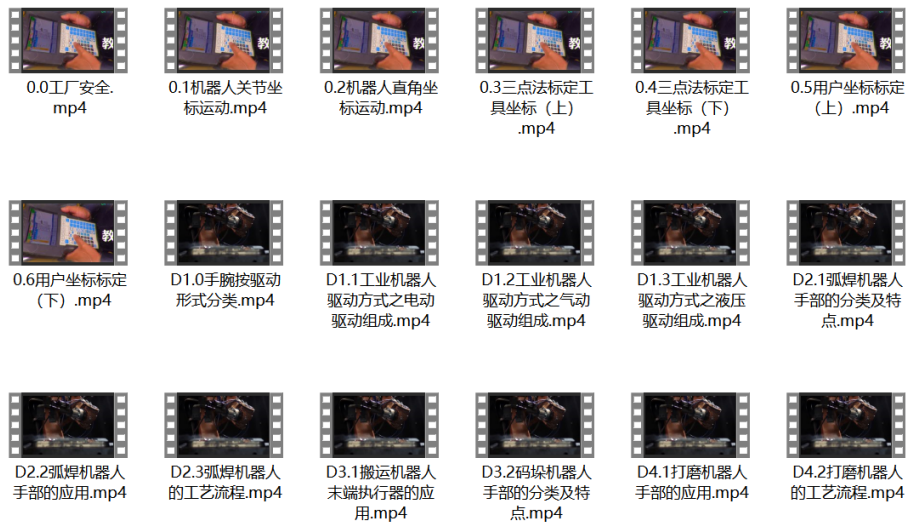 教
教
教
教
教
教
0.0工厂安全.
mp4
0.1机器人关节坐
标运动.mp4
0.2机器人直角坐
标运动.mp4
0.3三点法标定工
具坐标（上）
.mp4
0.4三点法标定工
具坐标（下）
.mp4
0.5用户坐标标定
（上）.mp4
教
0.6用户坐标标定
（下）.mp4
D1.0手腕按驱动
形式分类.mp4
D1.1工业机器人
驱动方式之电动
驱动组成.mp4
D1.2工业机器人
驱动方式之气动
驱动组成.mp4
D1.3工业机器人
驱动方式之液压
驱动组成.mp4
D2.1弧焊机器人
手部的分类及特
点.mp4
D2.2弧焊机器人
手部的应用.mp4
D2.3弧焊机器人
的工艺流程.mp4
D3.1搬运机器人
末端执行器的应
用.mp4
D3.2码垛机器人
手部的分类及特
点.mp4
D4.1打磨机器人
手部的应用.mp4
D4.2打磨机器人
的工艺流程.mp4